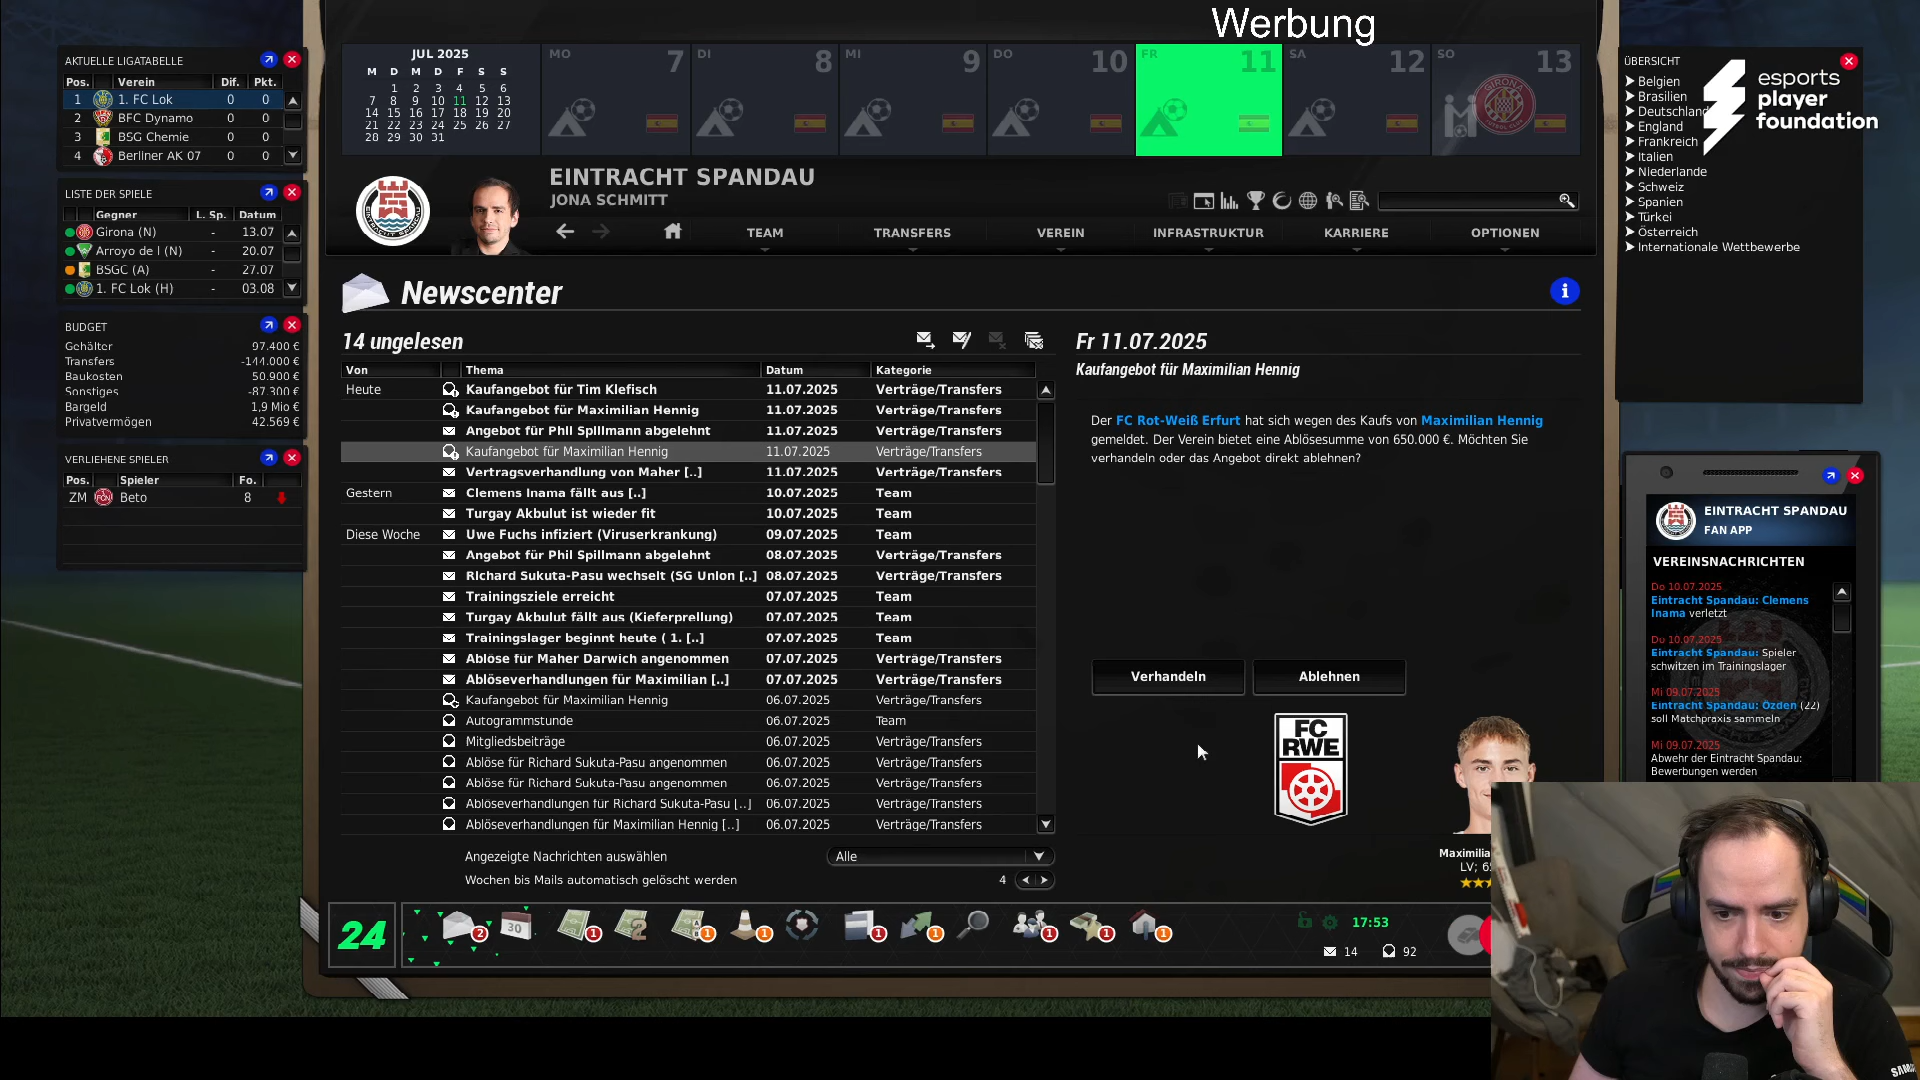 Werbung
AKTUELLE LIGATABELLE
Pos. Verein Dif. Pkt.
1 1. FC Lok 0 0
2 BFC Dynamo 0 0
3 BSG Chemie 0 0
4 Berliner AK 07 0 0
LISTE DER SPIELE
Gegner L. Sp. Datum
Girona (N) - 13.07
Arroyo de l (N) - 20.07
BSGC (A) - 27.07
1. FC Lok (H) - 03.08
BUDGET
Gehälter 97.400 €
Transfers -144.000 €
Baukosten 50.900 €
Sonstiges -87.300 €
Bargeld 1,9 Mio €
Privatvermögen 42.569 €
VERLIEHENE SPIELER
Pos. Spieler Fo.
ZM Beto 8
JUL 2025
M D M D F S S
1 2 3 4 5 6
7 8 9 10 11 12 13
14 15 16 17 18 19 20
21 22 23 24 25 26 27
28 29 30 31
MO 7
DI 8
MI 9
DO 10
FR 11
SA 12
SO 13
EINTRACHT SPANDAU
JONA SCHMITT
TEAM TRANSFERS VEREIN INFRASTRUKTUR KARRIERE OPTIONEN
Newscenter
14 ungelesen
Von Thema Datum Kategorie
Heute Kaufangebot für Tim Klefisch 11.07.2025 Verträge/Transfers
Kaufangebot für Maximilian Hennig 11.07.2025 Verträge/Transfers
Angebot für Phil Spillmann abgelehnt 11.07.2025 Verträge/Transfers
Kaufangebot für Maximilian Hennig 11.07.2025 Verträge/Transfers
Vertragsverhandlung von Maher [..] 11.07.2025 Verträge/Transfers
Gestern Clemens Inama fällt aus [..] 10.07.2025 Team
Turgay Akbulut ist wieder fit 10.07.2025 Team
Diese Woche Uwe Fuchs infiziert (Viruserkrankung) 09.07.2025 Team
Angebot für Phil Spillmann abgelehnt 08.07.2025 Verträge/Transfers
Richard Sukuta-Pasu wechselt (SG Union [..] 08.07.2025 Verträge/Transfers
Trainingsziele erreicht 07.07.2025 Team
Turgay Akbulut fällt aus (Kieferprellung) 07.07.2025 Team
Trainingslager beginnt heute ( 1. [..] 07.07.2025 Team
Ablöse für Maher Darwich angenommen 07.07.2025 Verträge/Transfers
Ablöseverhandlungen für Maximilian [..] 07.07.2025 Verträge/Transfers
Kaufangebot für Maximilian Hennig 06.07.2025 Verträge/Transfers
Autogrammstunde 06.07.2025 Team
Mitgliedsbeiträge 06.07.2025 Verträge/Transfers
Ablöse für Richard Sukuta-Pasu angenommen 06.07.2025 Verträge/Transfers
Ablöse für Richard Sukuta-Pasu angenommen 06.07.2025 Verträge/Transfers
Ablöseverhandlungen für Richard Sukuta-Pasu [..] 06.07.2025 Verträge/Transfers
Ablöseverhandlungen für Maximilian Hennig [..] 06.07.2025 Verträge/Transfers
Angezeigte Nachrichten auswählen Alle
Wochen bis Mails automatisch gelöscht werden 4
Fr 11.07.2025
Kaufangebot für Maximilian Hennig
Der FC Rot-Weiß Erfurt hat sich wegen des Kaufs von Maximilian Hennig
gemeldet. Der Verein bietet eine Ablösesumme von 650.000 €. Möchten Sie
verhandeln oder das Angebot direkt ablehnen?
Verhandeln Ablehnen
FC
RWE
Maximilia
LV; 6
24
2 30 1 2 1 1 1 1 1 1 1
17:53
14 92
ÜBERSICHT
Belgien
Brasilien
Deutschland
England
Frankreich
Italien
Niederlande
Schweiz
Spanien
Türkei
Österreich
Internationale Wettbewerbe
esports
player
foundation
EINTRACHT SPANDAU
FAN APP
VEREINSNACHRICHTEN
Do 10.07.2025
Eintracht Spandau: Clemens
Inama verletzt
Do 10.07.2025
Eintracht Spandau: Spieler
schwitzen im Trainingslager
Mi 09.07.2025
Eintracht Spandau: Özden (22)
soll Matchpraxis sammeln
Mi 09.07.2025
Abwehr der Eintracht Spandau:
Bewerbungen werden